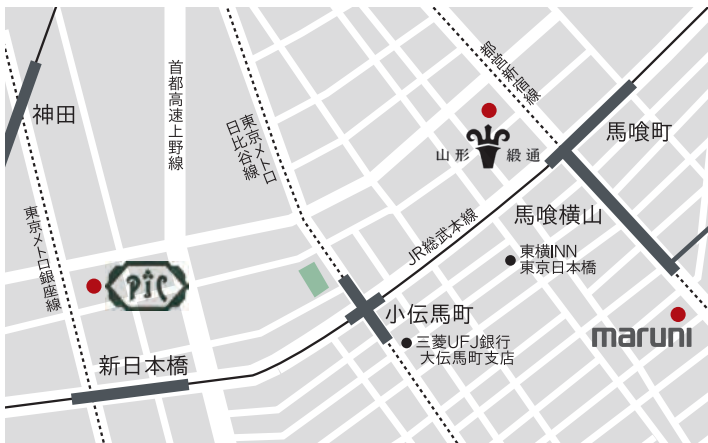 神田
首都高速上野線
東京メトロ
日比谷線
都営新宿線
馬喰町
山形 緞通
馬喰横山
JR総武本線
東横INN
東京日本橋
東京メトロ銀座線
PIC
小伝馬町
三菱UFJ銀行
大伝馬町支店
maruni
新日本橋